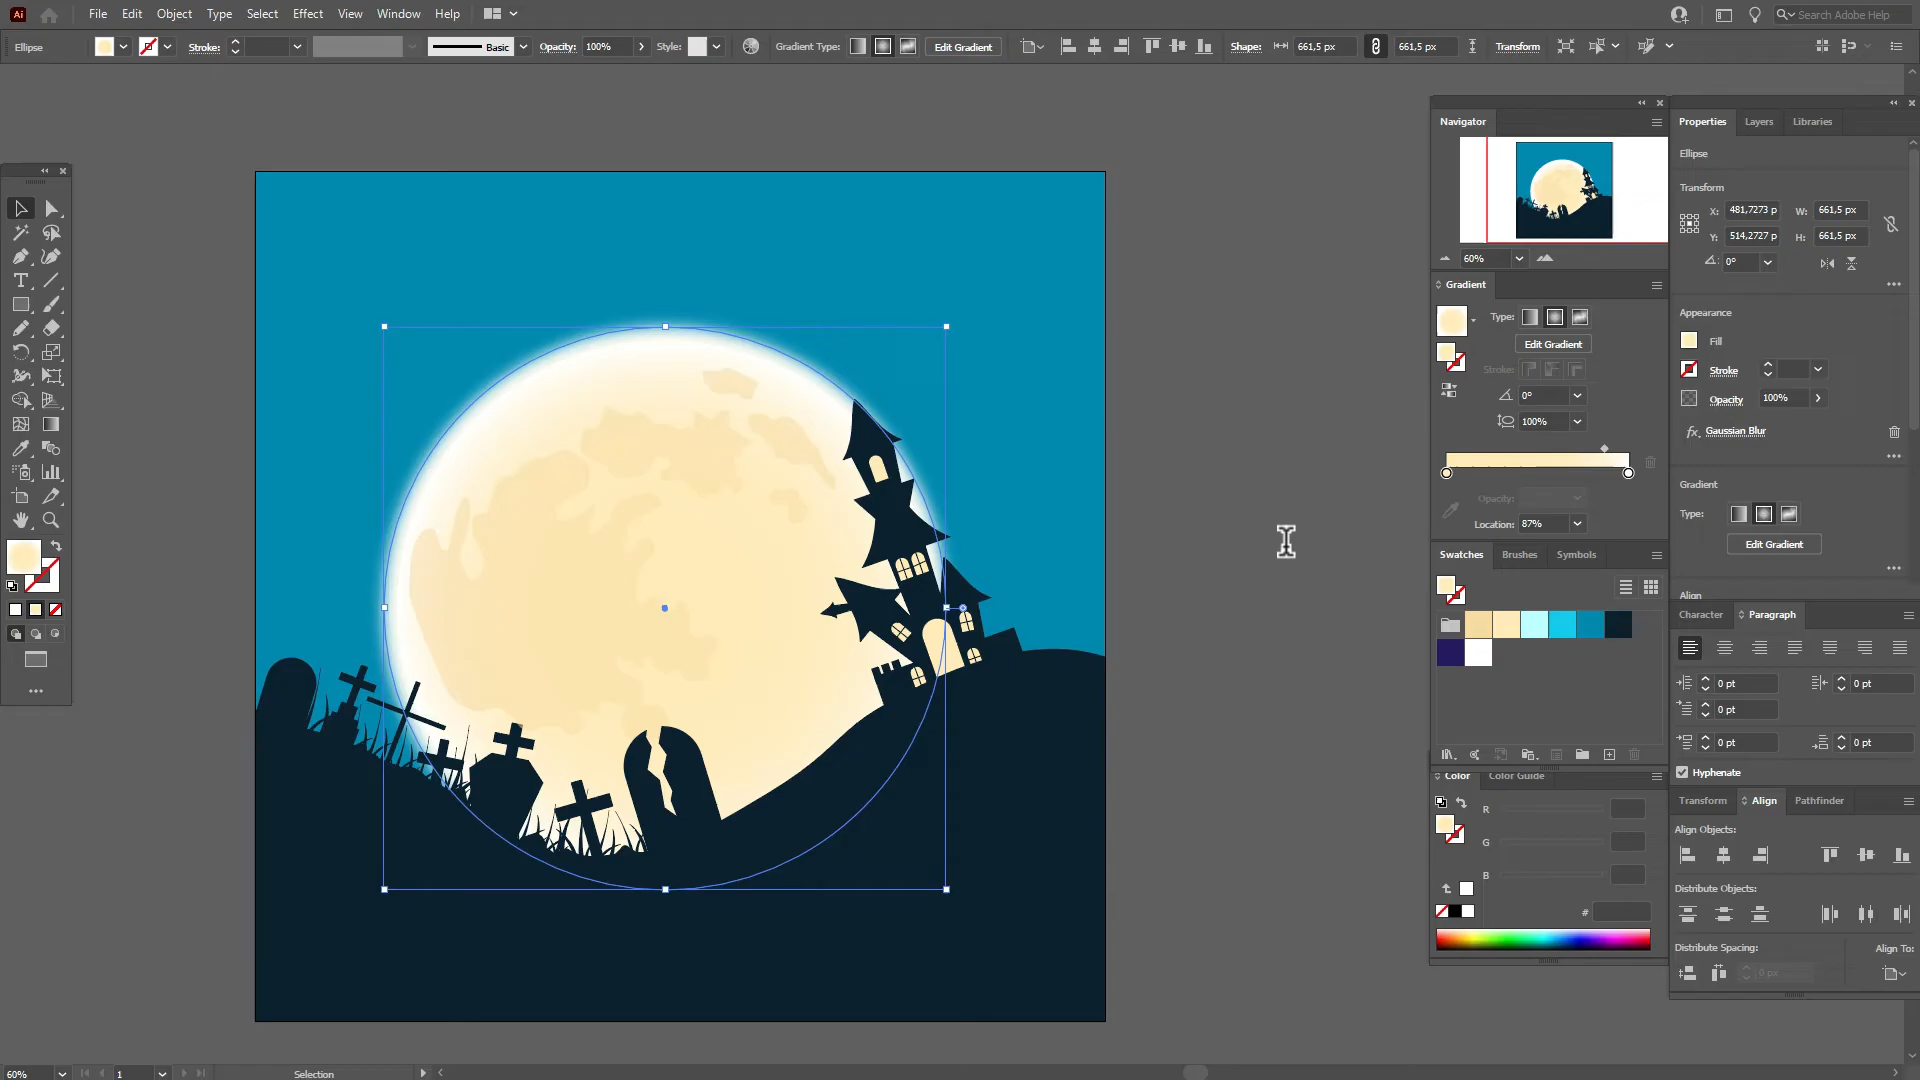 Ai File Edit Object Type Select Effect View Window Help Search Adobe Help
Ellipse Stroke: Basic Opacity: 100% Style: Gradient Type: Edit Gradient Shape: 661,5 px 661,5 px Transform
Navigator
60%
Gradient
Type:
Edit Gradient
Stroke:
0°
100%
Opacity:
Location: 87%
Swatches Brushes Symbols
Color Color Guide
R
G
B
#
Properties Layers Libraries
Ellipse
Transform
X: 481,7273 p W: 661,5 px
Y: 514,2727 p H: 661,5 px
0°
Appearance
Fill
Stroke
Opacity 100%
fx Gaussian Blur
Gradient
Type:
Edit Gradient
Align
Character Paragraph
0 pt 0 pt
0 pt
0 pt 0 pt
Hyphenate
Transform Align Pathfinder
Align Objects:
Distribute Objects:
Distribute Spacing: Align To:
0 px
60% 1 Selection